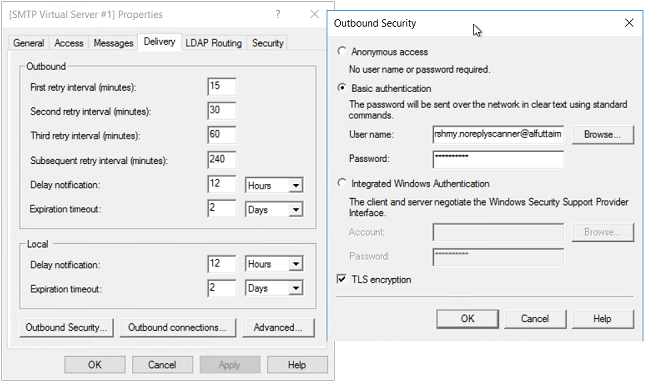 [SMTP Virtual Server #1] Properties
General Access Messages Delivery LDAP Routing Security
Outbound
First retry interval (minutes): 15
Second retry interval (minutes): 30
Third retry interval (minutes): 60
Subsequent retry interval (minutes): 240
Delay notification: 12 Hours
Expiration timeout: 2 Days
Local
Delay notification: 12 Hours
Expiration timeout: 2 Days
Outbound Security... Outbound connections... Advanced...
OK Cancel Apply Help
Outbound Security
Anonymous access
No user name or password required.
Basic authentication
The password will be sent over the network in clear text using standard
commands.
User name: rshmy.noreplyscanner@alfuttaim Browse...
Password: **********
Integrated Windows Authentication
The client and server negotiate the Windows Security Support Provider
Interface.
Account: Browse...
Password: **********
TLS encryption
OK Cancel Help